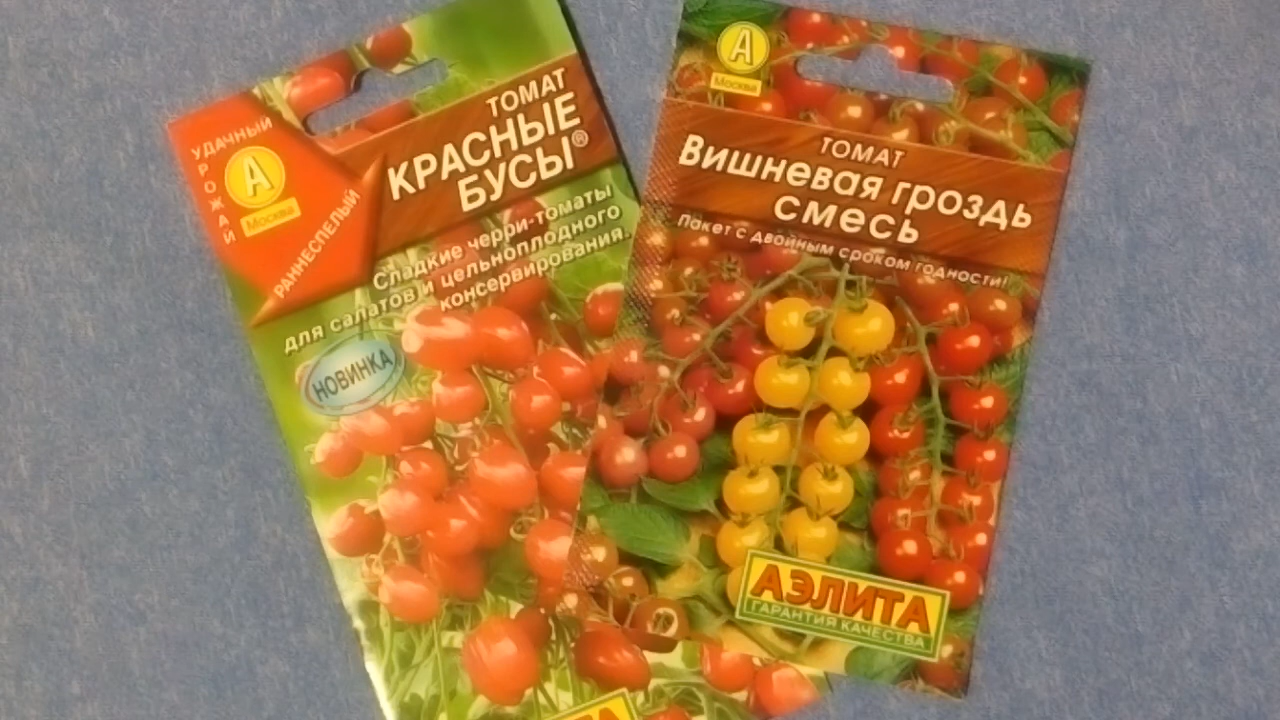 УДАЧНЫЙ
УРОЖАЙ
А
Москва
РАННЕСПЕЛЫЙ
ТОМАТ
КРАСНЫЕ
БУСЫ®
Сладкие черри-томаты
для салатов и цельноплодного
консервирования.
НОВИНКА
А
Москва
ТОМАТ
Вишневая гроздь
смесь
Пакет с двойным сроком годности!
АЭЛИТА
ГАРАНТИЯ КАЧЕСТВА